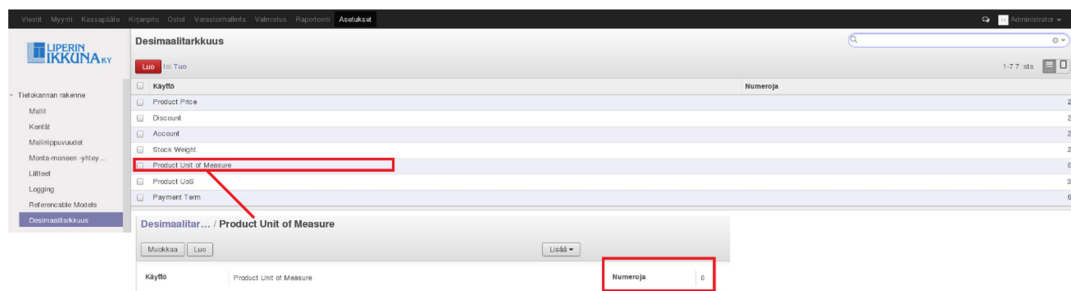 Viestit Myynti Kassapääte Kirjanpito Ostot Varastonhallinta Valmistus Raportointi Asetukset Administrator
LIPERIN
IKKUNA KY
Desimaalitarkkuus
Luo tai Tuo
1-7 7:stä
Käyttö Numeroja
Tietokannan rakenne
Product Price 2
Mallit
Discount 2
Kentät
Account 2
Malliriippuvuudet
Stock Weight 2
Monta-moneen -yhtey...
Product Unit of Measure 0
Liitteet
Product UoS 3
Logging
Payment Term 6
Referencable Models
Desimaalitarkkuus
Desimaalitar... / Product Unit of Measure
Muokkaa Luo Lisää
Käyttö Product Unit of Measure Numeroja 0